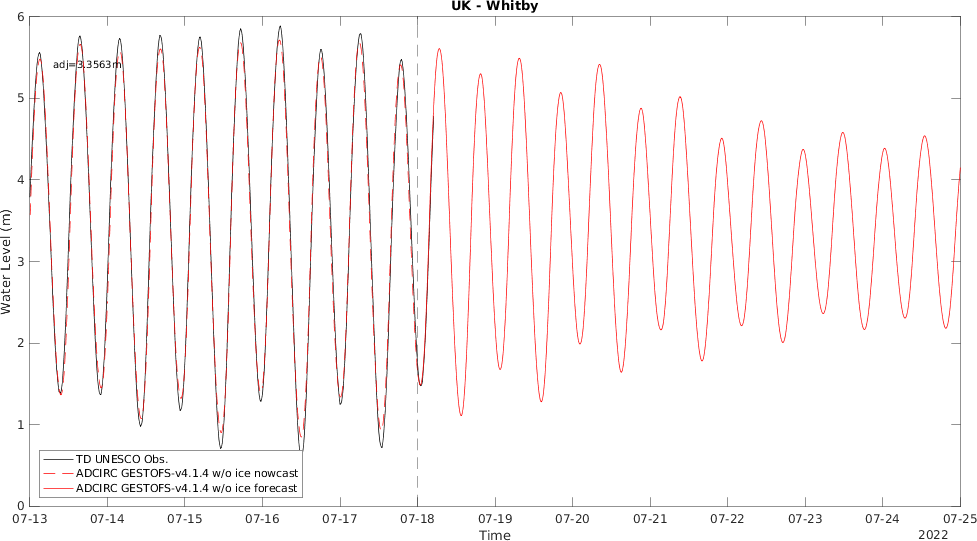 UK - Whitby
adj=3.3563m
Water Level (m)
6
5
4
3
2
1
0
TD UNESCO Obs.
ADCIRC GESTOFS-v4.1.4 w/o ice nowcast
ADCIRC GESTOFS-v4.1.4 w/o ice forecast
07-13 07-14 07-15 07-16 07-17 07-18 07-19 07-20 07-21 07-22 07-23 07-24 07-25
Time
2022